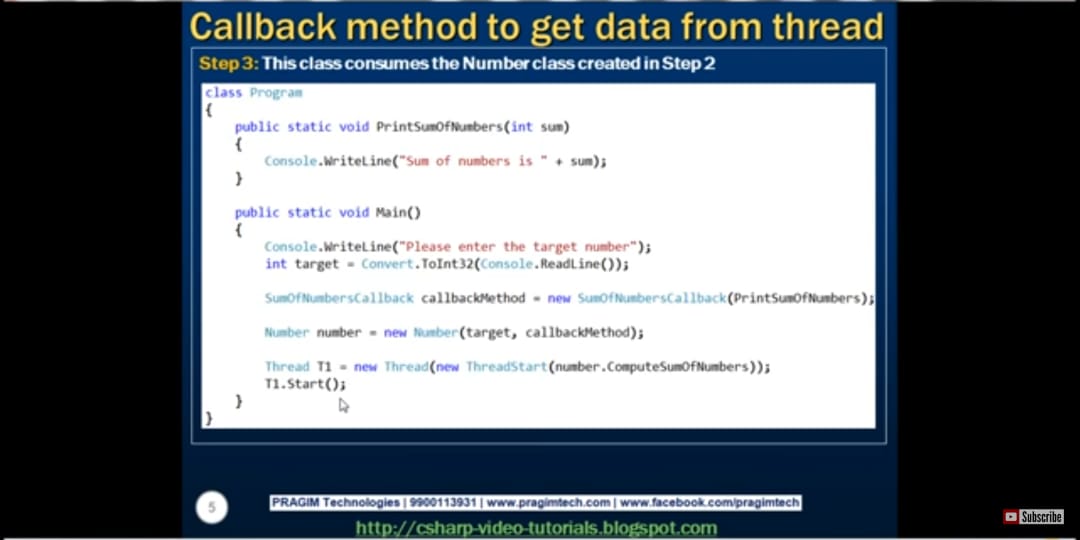 Callback method to get data from thread
Step 3: This class consumes the Number class created in Step 2
class Program
{
public static void PrintSumOfNumbers(int sum)
{
Console.WriteLine("Sum of numbers is " + sum);
}
public static void Main()
{
Console.WriteLine("Please enter the target number");
int target = Convert.ToInt32(Console.ReadLine());
SumOfNumbersCallback callbackMethod = new SumOfNumbersCallback(PrintSumOfNumbers);
Number number = new Number(target, callbackMethod);
Thread T1 = new Thread(new ThreadStart(number.ComputeSumOfNumbers));
T1.Start();
}
}
5
PRAGIM Technologies | 9900113931 | www.pragimtech.com | www.facebook.com/pragimtech
http://csharp-video-tutorials.blogspot.com
Subscribe